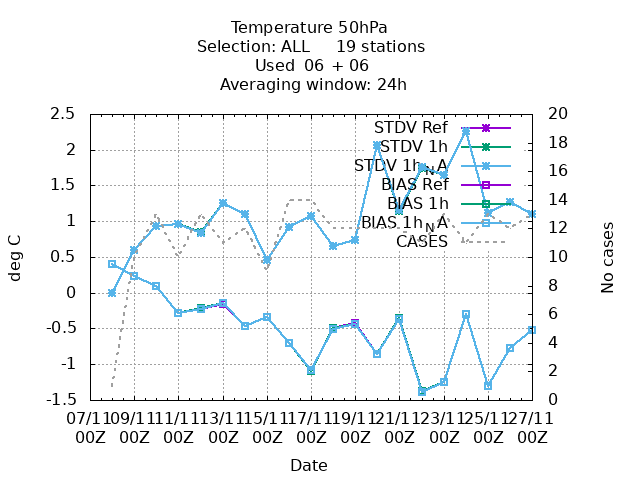 Temperature 50hPa
Selection: ALL 19 stations
Used 06 + 06
Averaging window: 24h
2.5
2
1.5
1
0.5
0
-0.5
-1
-1.5
deg C
20
18
16
14
12
10
8
6
4
2
0
No cases
STDV Ref
STDV 1h
STDV 1h_NA
BIAS Ref
BIAS 1h
BIAS 1h_NA
CASES
07/11 09/11 11/11 13/11 15/11 17/11 19/11 21/11 23/11 25/11 27/11
00Z 00Z 00Z 00Z 00Z 00Z 00Z 00Z 00Z 00Z 00Z
Date